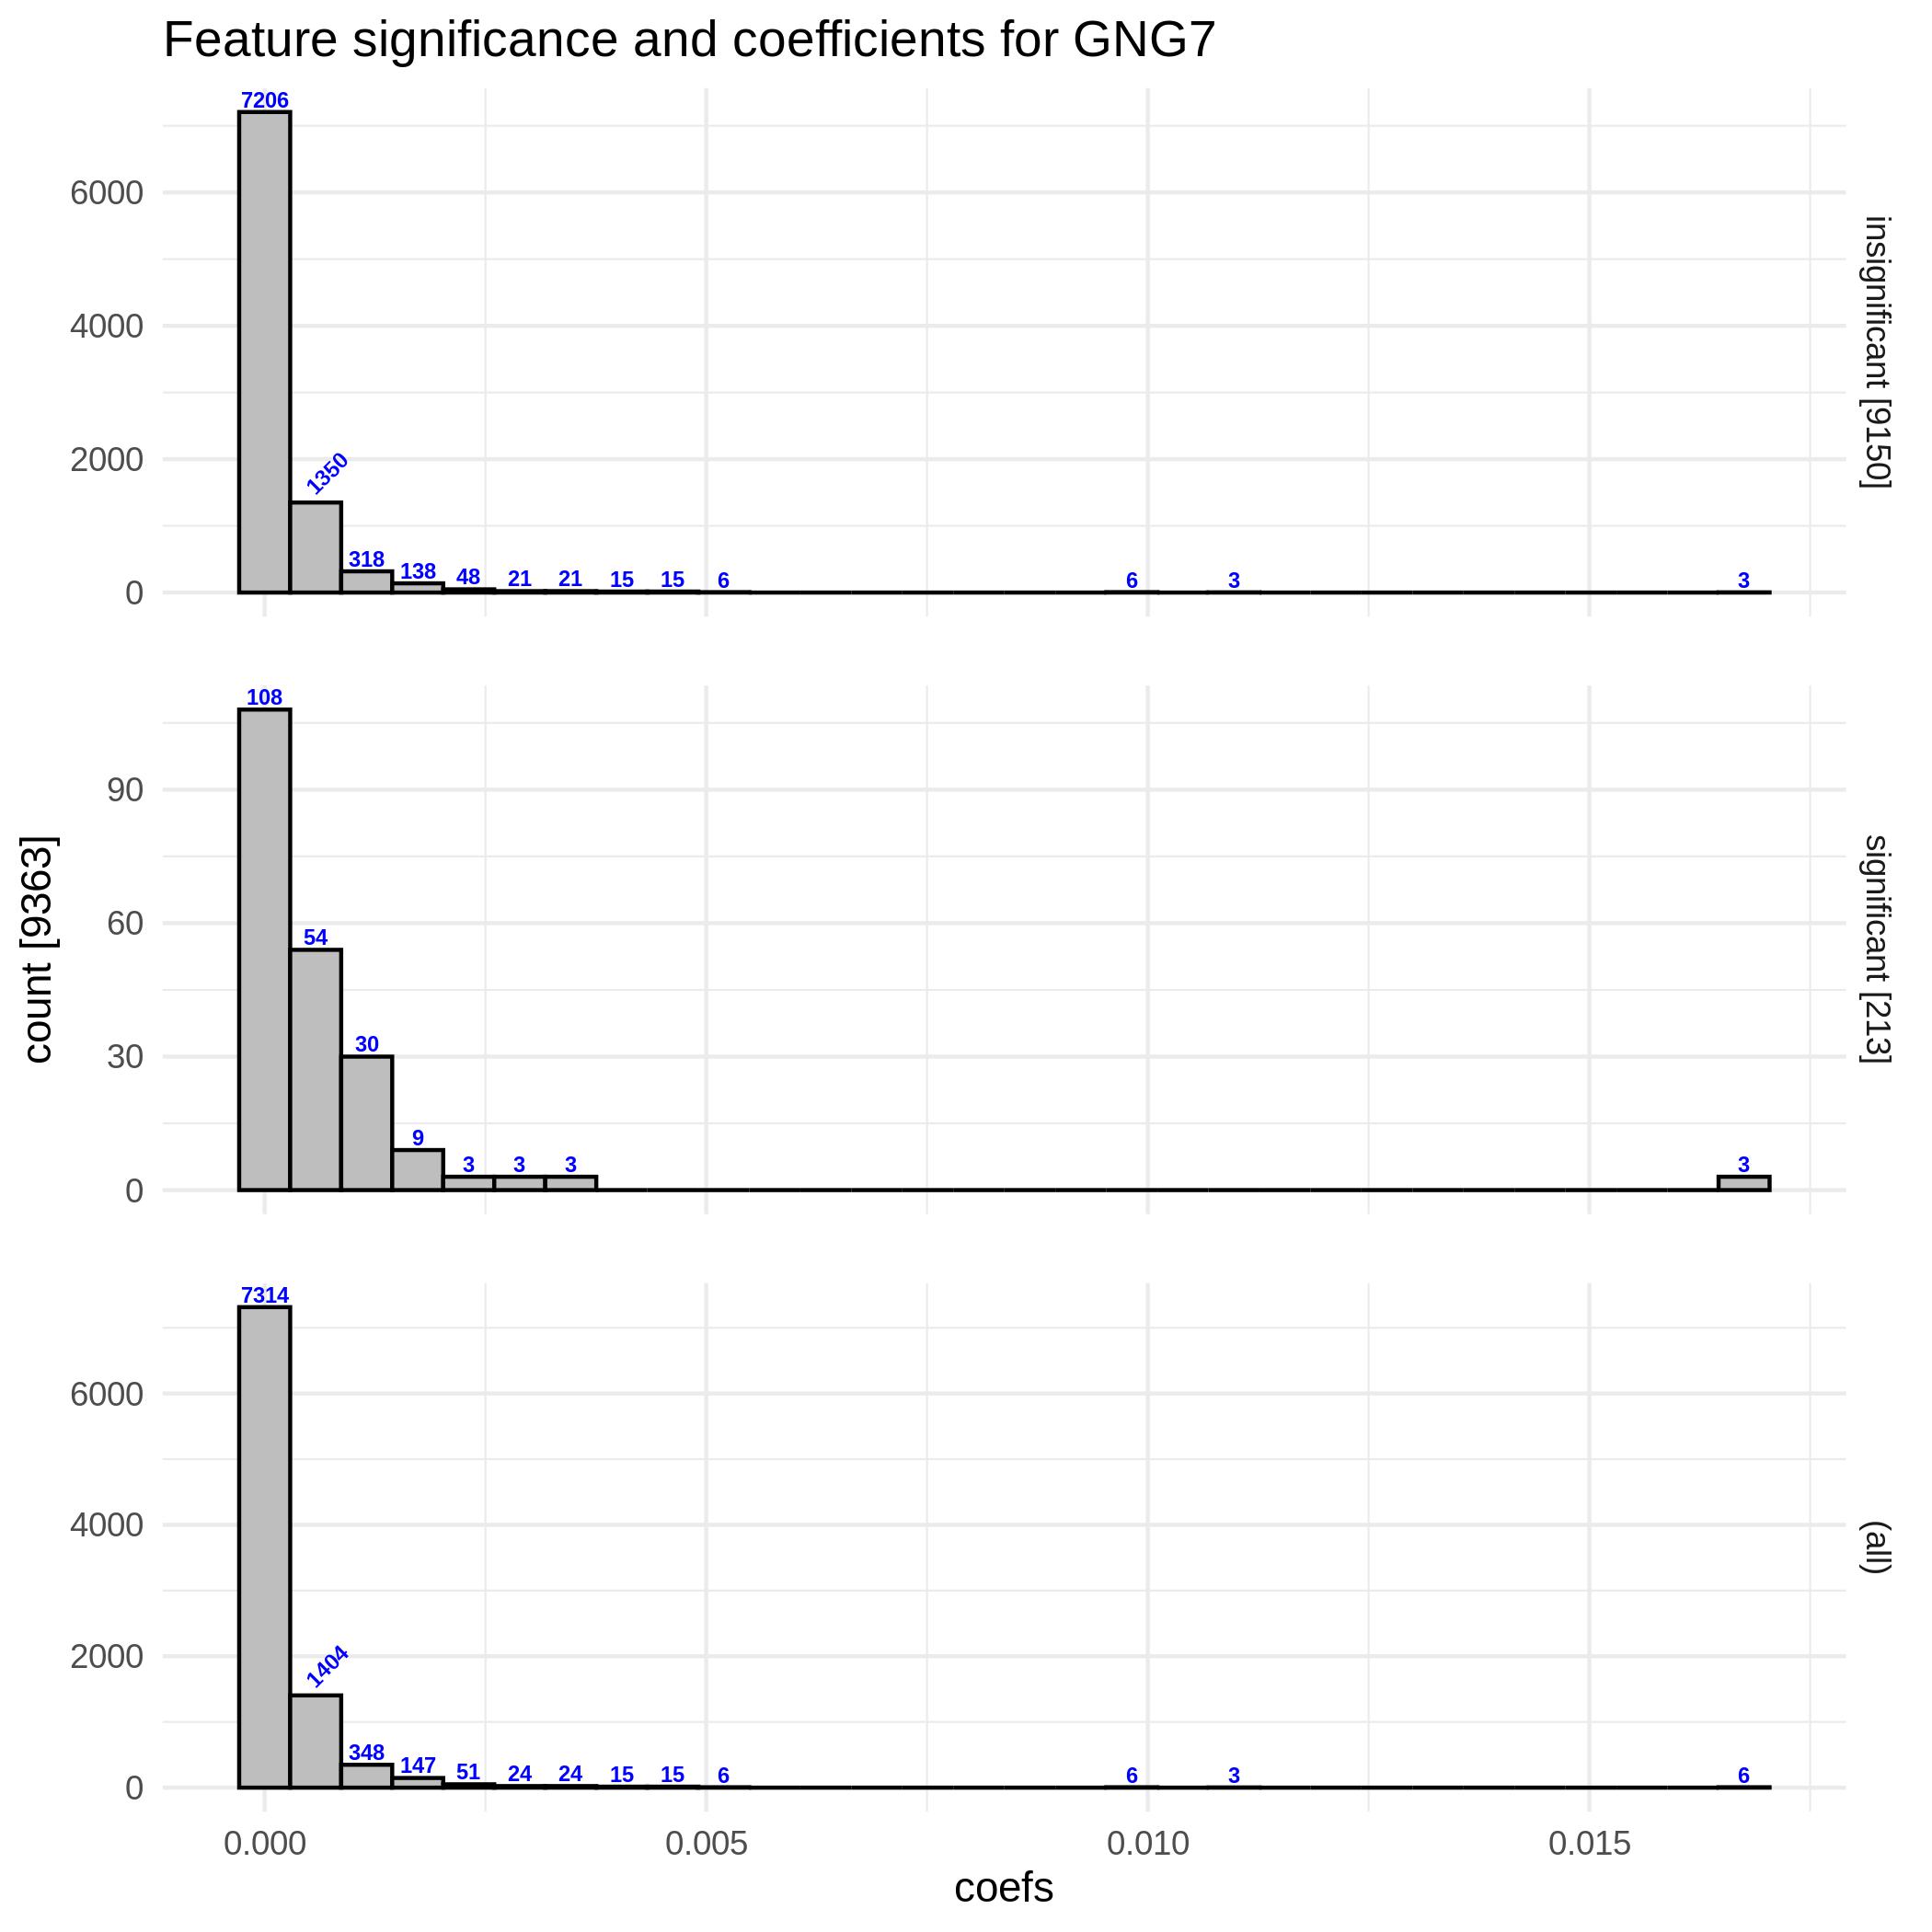 Feature significance and coefficients for GNG7
7206
1350
318 138 48 21 21 15 15 6 6 3 3
6000
4000
2000
0
insignificant [9150]
108
54
30
9
3 3 3 3
90
60
30
0
significant [213]
count [9363]
7314
1404
348 147 51 24 24 15 15 6 6 3 6
6000
4000
2000
0
(all)
0.000 0.005 0.010 0.015
coefs